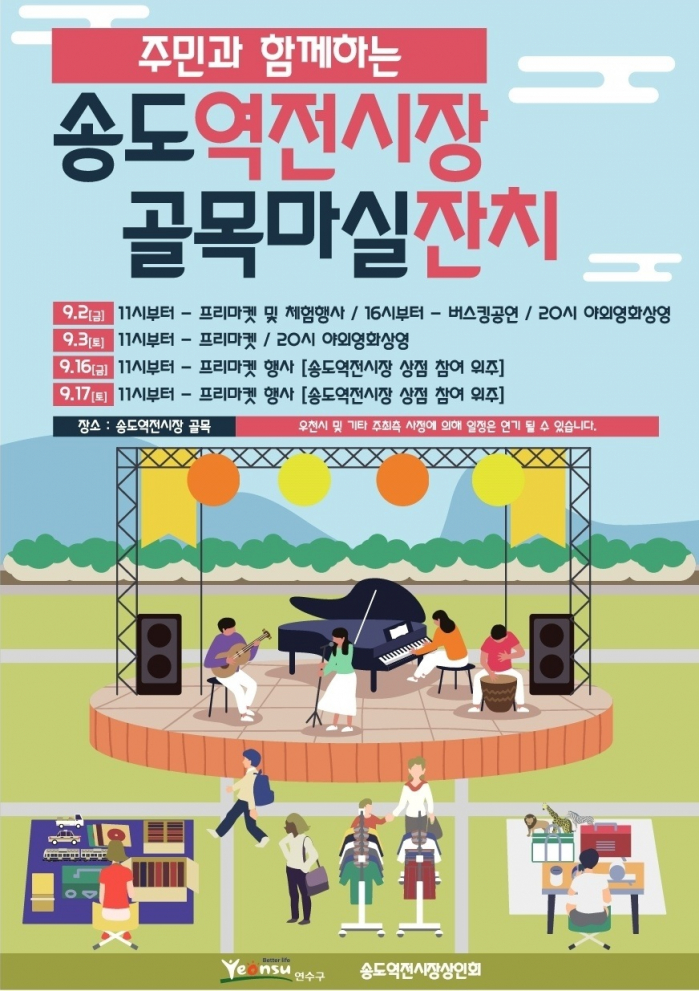 주민과 함께하는
송도역전시장
골목마실잔치
9.2[금] 11시부터 - 프리마켓 및 체험행사 / 16시부터 - 버스킹공연 / 20시 야외영화상영
9.3[토] 11시부터 - 프리마켓 / 20시 야외영화상영
9.16[금] 11시부터 - 프리마켓 행사 [송도역전시장 상점 참여 위주]
9.17[토] 11시부터 - 프리마켓 행사 [송도역전시장 상점 참여 위주]
장소 : 송도역전시장 골목 우천시 및 기타 주최측 사정에 의해 일정은 연기 될 수 있습니다.
Better life
Yeonsu 연수구 송도역전시장상인회